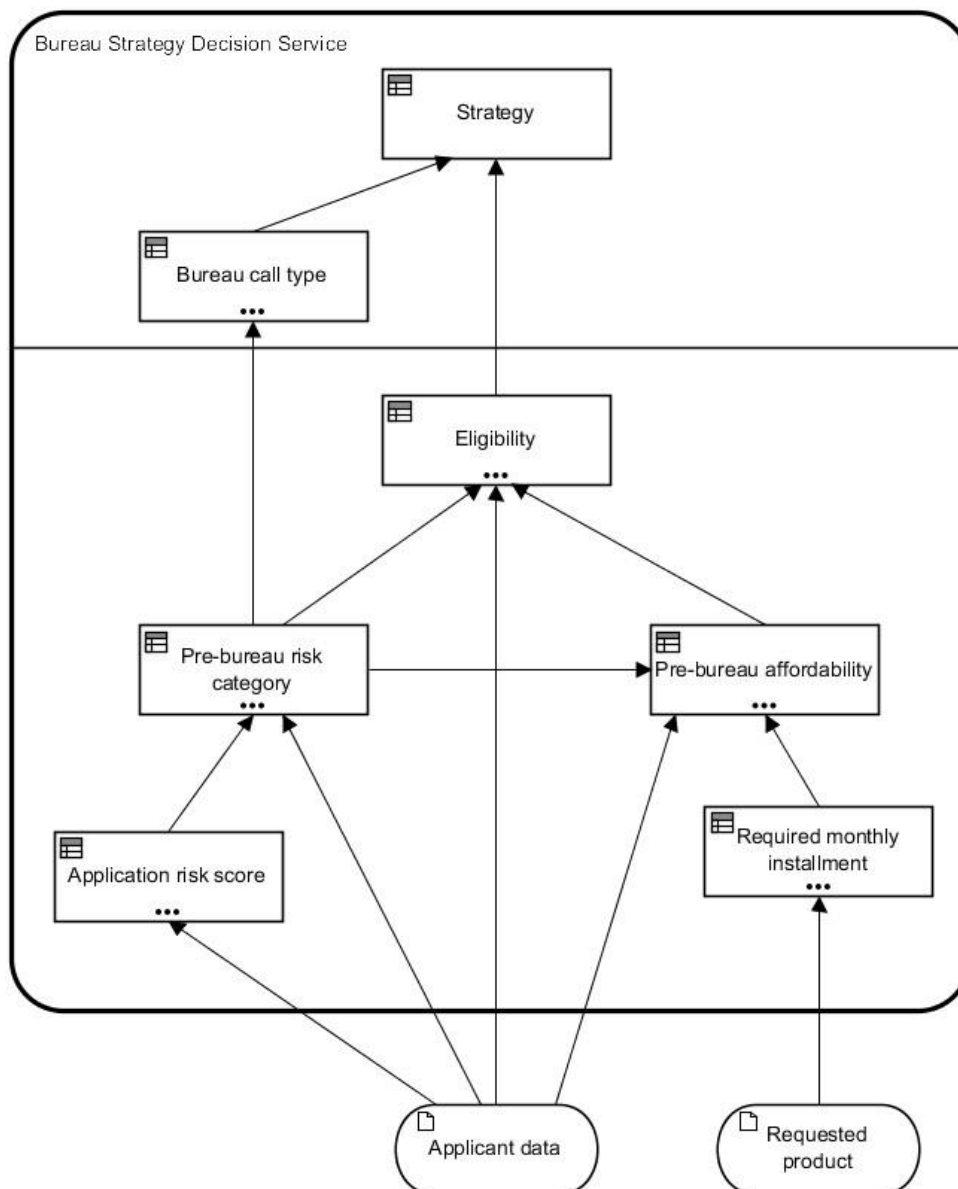 Bureau Strategy Decision Service
Strategy
Bureau call type
Eligibility
Pre-bureau risk
category
Pre-bureau affordability
Application risk score
Required monthly
installment
Applicant data
Requested
product